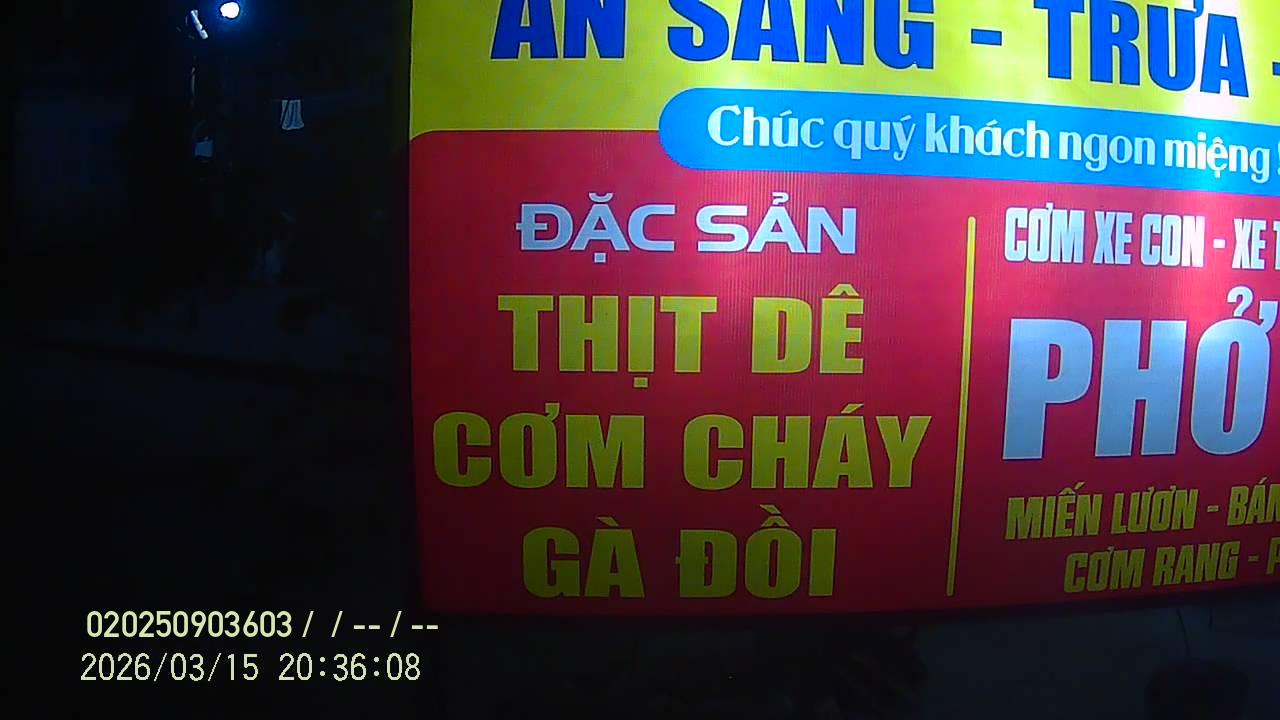 ĂN SÁNG - TRƯA -
Chúc quý khách ngon miệng!
ĐẶC SẢN
THỊT DÊ
CƠM CHÁY
GÀ ĐỒI
CƠM XE CON - XE
PHỞ
MIẾN LƯƠN - BÁN
CƠM RANG -
020250903603 / / -- / --
2026/03/15 20:36:08